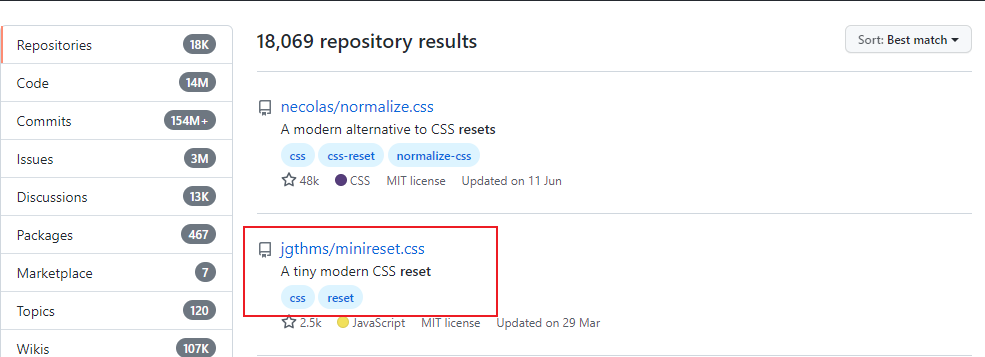 Repositories 18K
Code 14M
Commits 154M+
Issues 3M
Discussions 13K
Packages 467
Marketplace 7
Topics 120
Wikis 107K
18,069 repository results
Sort: Best match
necolas/normalize.css
A modern alternative to CSS resets
css css-reset normalize-css
48k CSS MIT license Updated on 11 Jun
jgthms/minireset.css
A tiny modern CSS reset
css reset
2.5k JavaScript MIT license Updated on 29 Mar